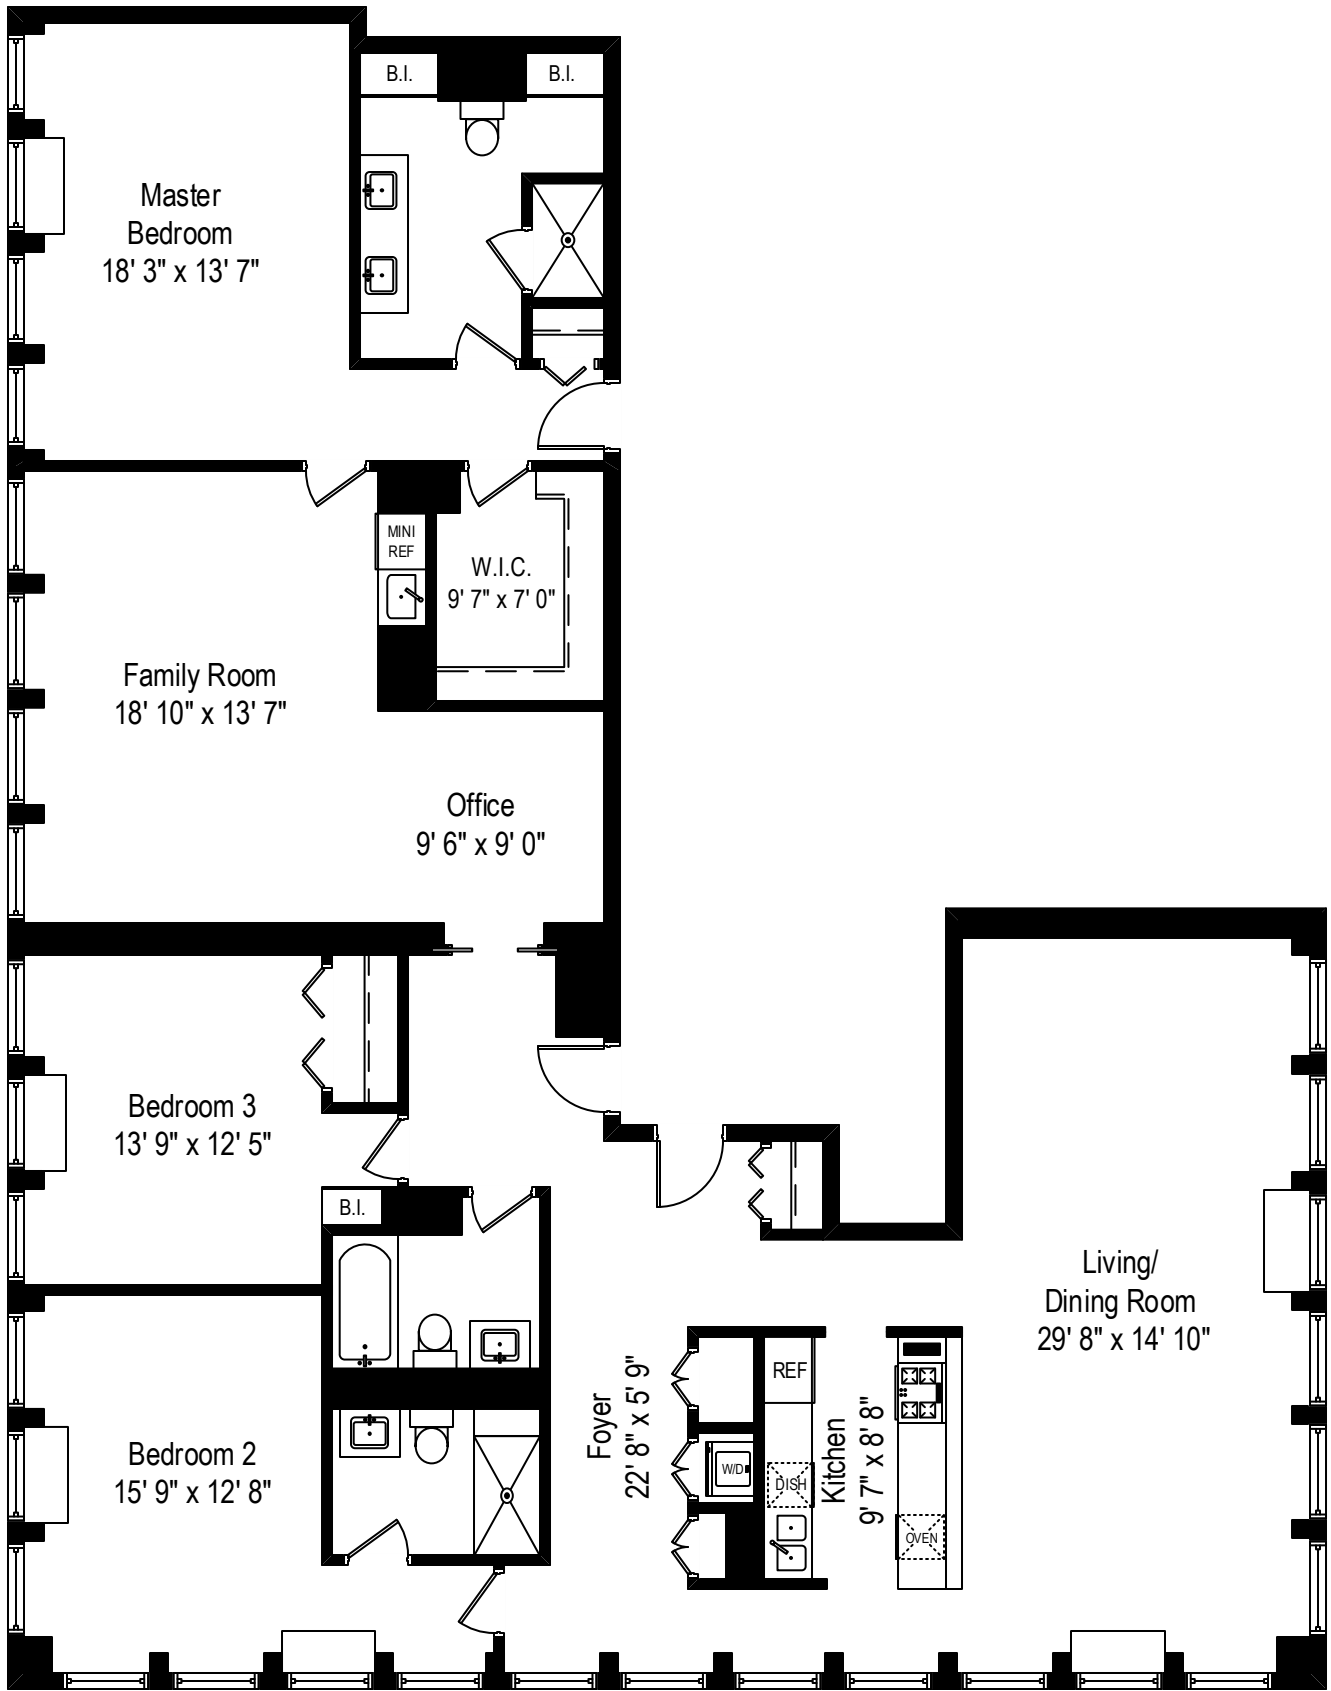 B.I.
B.I.
Master
Bedroom
18' 3" x 13' 7"
MINI
REF
W.I.C.
9' 7" x 7' 0"
Family Room
18' 10" x 13' 7"
Office
9' 6" x 9' 0"
Bedroom 3
13' 9" x 12' 5"
B.I.
Living/
Dining Room
29' 8" x 14' 10"
REF
Foyer
22' 8" x 5' 9"
Kitchen
9' 7" x 8' 8"
W/D
DISH
OVEN
Bedroom 2
15' 9" x 12' 8"